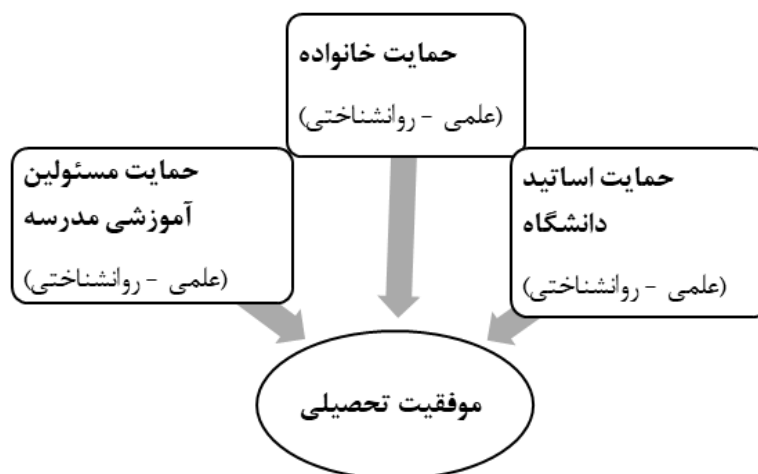 حمایت خانواده
(علمی - روانشناختی)
حمایت اساتید
دانشگاه
(علمی - روانشناختی)
حمایت مسئولین
آموزشی مدرسه
(علمی - روانشناختی)
موفقیت تحصیلی